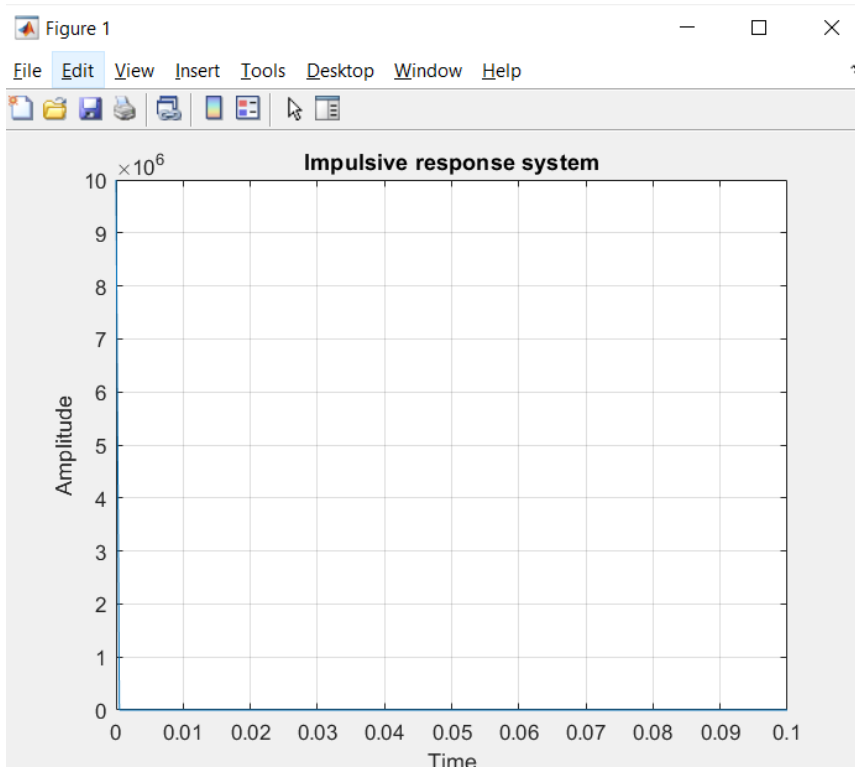 Figure 1
File Edit View Insert Tools Desktop Window Help
×10⁶
Impulsive response system
10
9
8
7
6
5
4
3
2
1
0
Amplitude
0 0.01 0.02 0.03 0.04 0.05 0.06 0.07 0.08 0.09 0.1
Time